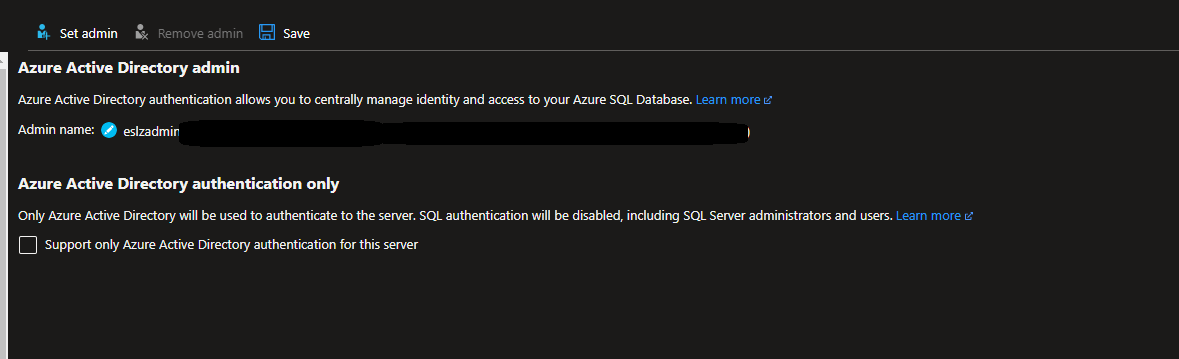 Set admin Remove admin Save
Azure Active Directory admin
Azure Active Directory authentication allows you to centrally manage identity and access to your Azure SQL Database. Learn more
Admin name: eslzadmin )
Azure Active Directory authentication only
Only Azure Active Directory will be used to authenticate to the server. SQL authentication will be disabled, including SQL Server administrators and users. Learn more
Support only Azure Active Directory authentication for this server